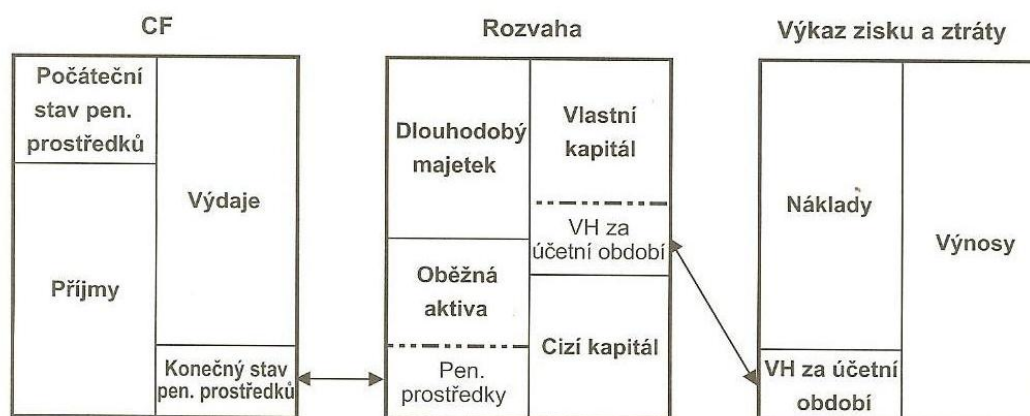 CF
Počáteční
stav pen.
prostředků
Příjmy
Výdaje
Konečný stav
pen. prostředků
Rozvaha
Dlouhodobý
majetek
Oběžná
aktiva
Pen.
prostředky
Vlastní
kapitál
VH za
účetní období
Cizí kapitál
Výkaz zisku a ztráty
Náklady
VH za účetní
období
Výnosy